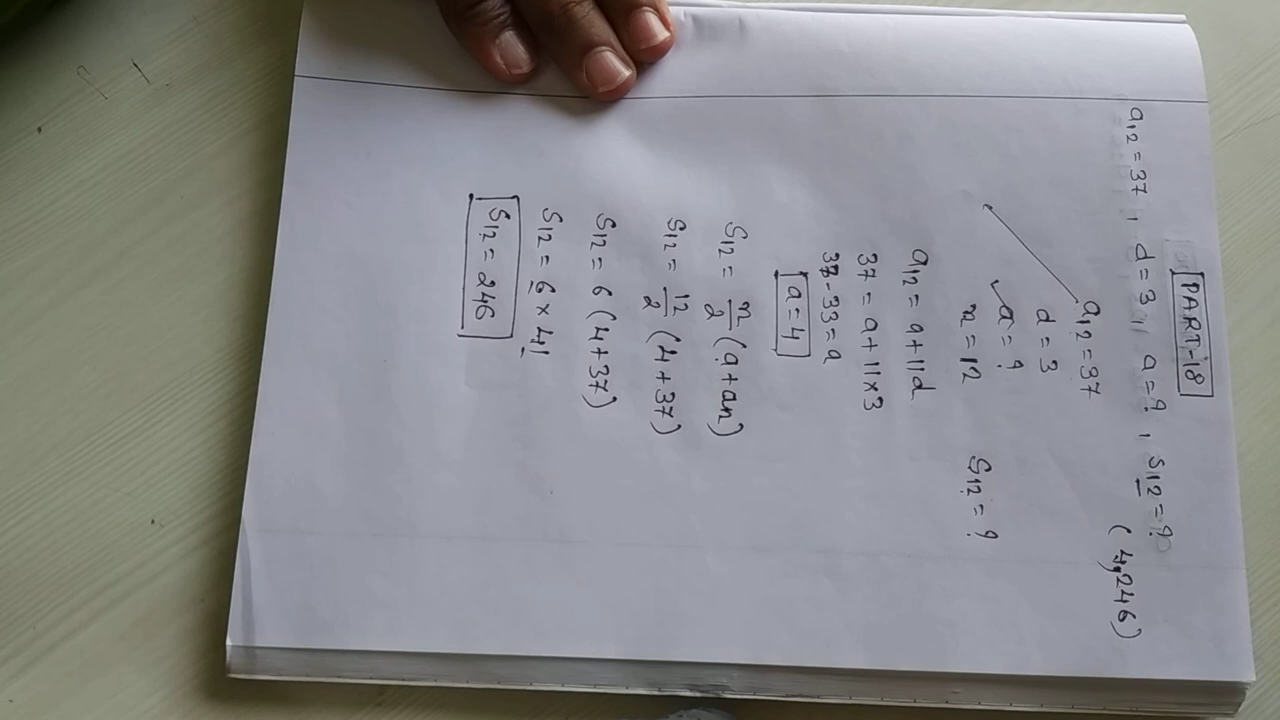 PART-18
a12 = 37 , d = 3 , a = ? , S12 = ?
(4,246)
a12 = 37
d = 3
a = ?
n = 12 S12 = ?
a12 = a + 11d
37 = a + 11 × 3
37 - 33 = a
a = 4
S12 = n/2 (a + an)
S12 = 12/2 (4 + 37)
S12 = 6 (4 + 37)
S12 = 6 × 41
S12 = 246